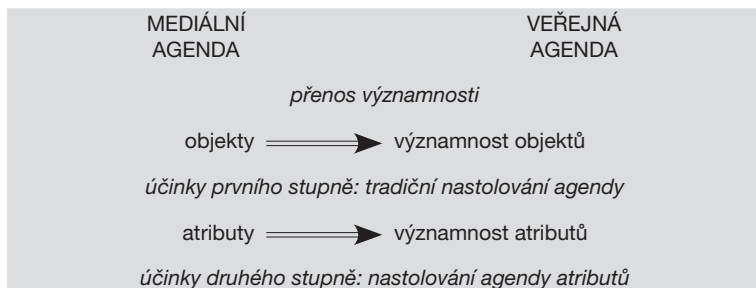 MEDIÁLNÍ AGENDA
VEŘEJNÁ AGENDA
přenos významnosti
objekty významnost objektů
účinky prvního stupně: tradiční nastolování agendy
atributy významnost atributů
účinky druhého stupně: nastolování agendy atributů